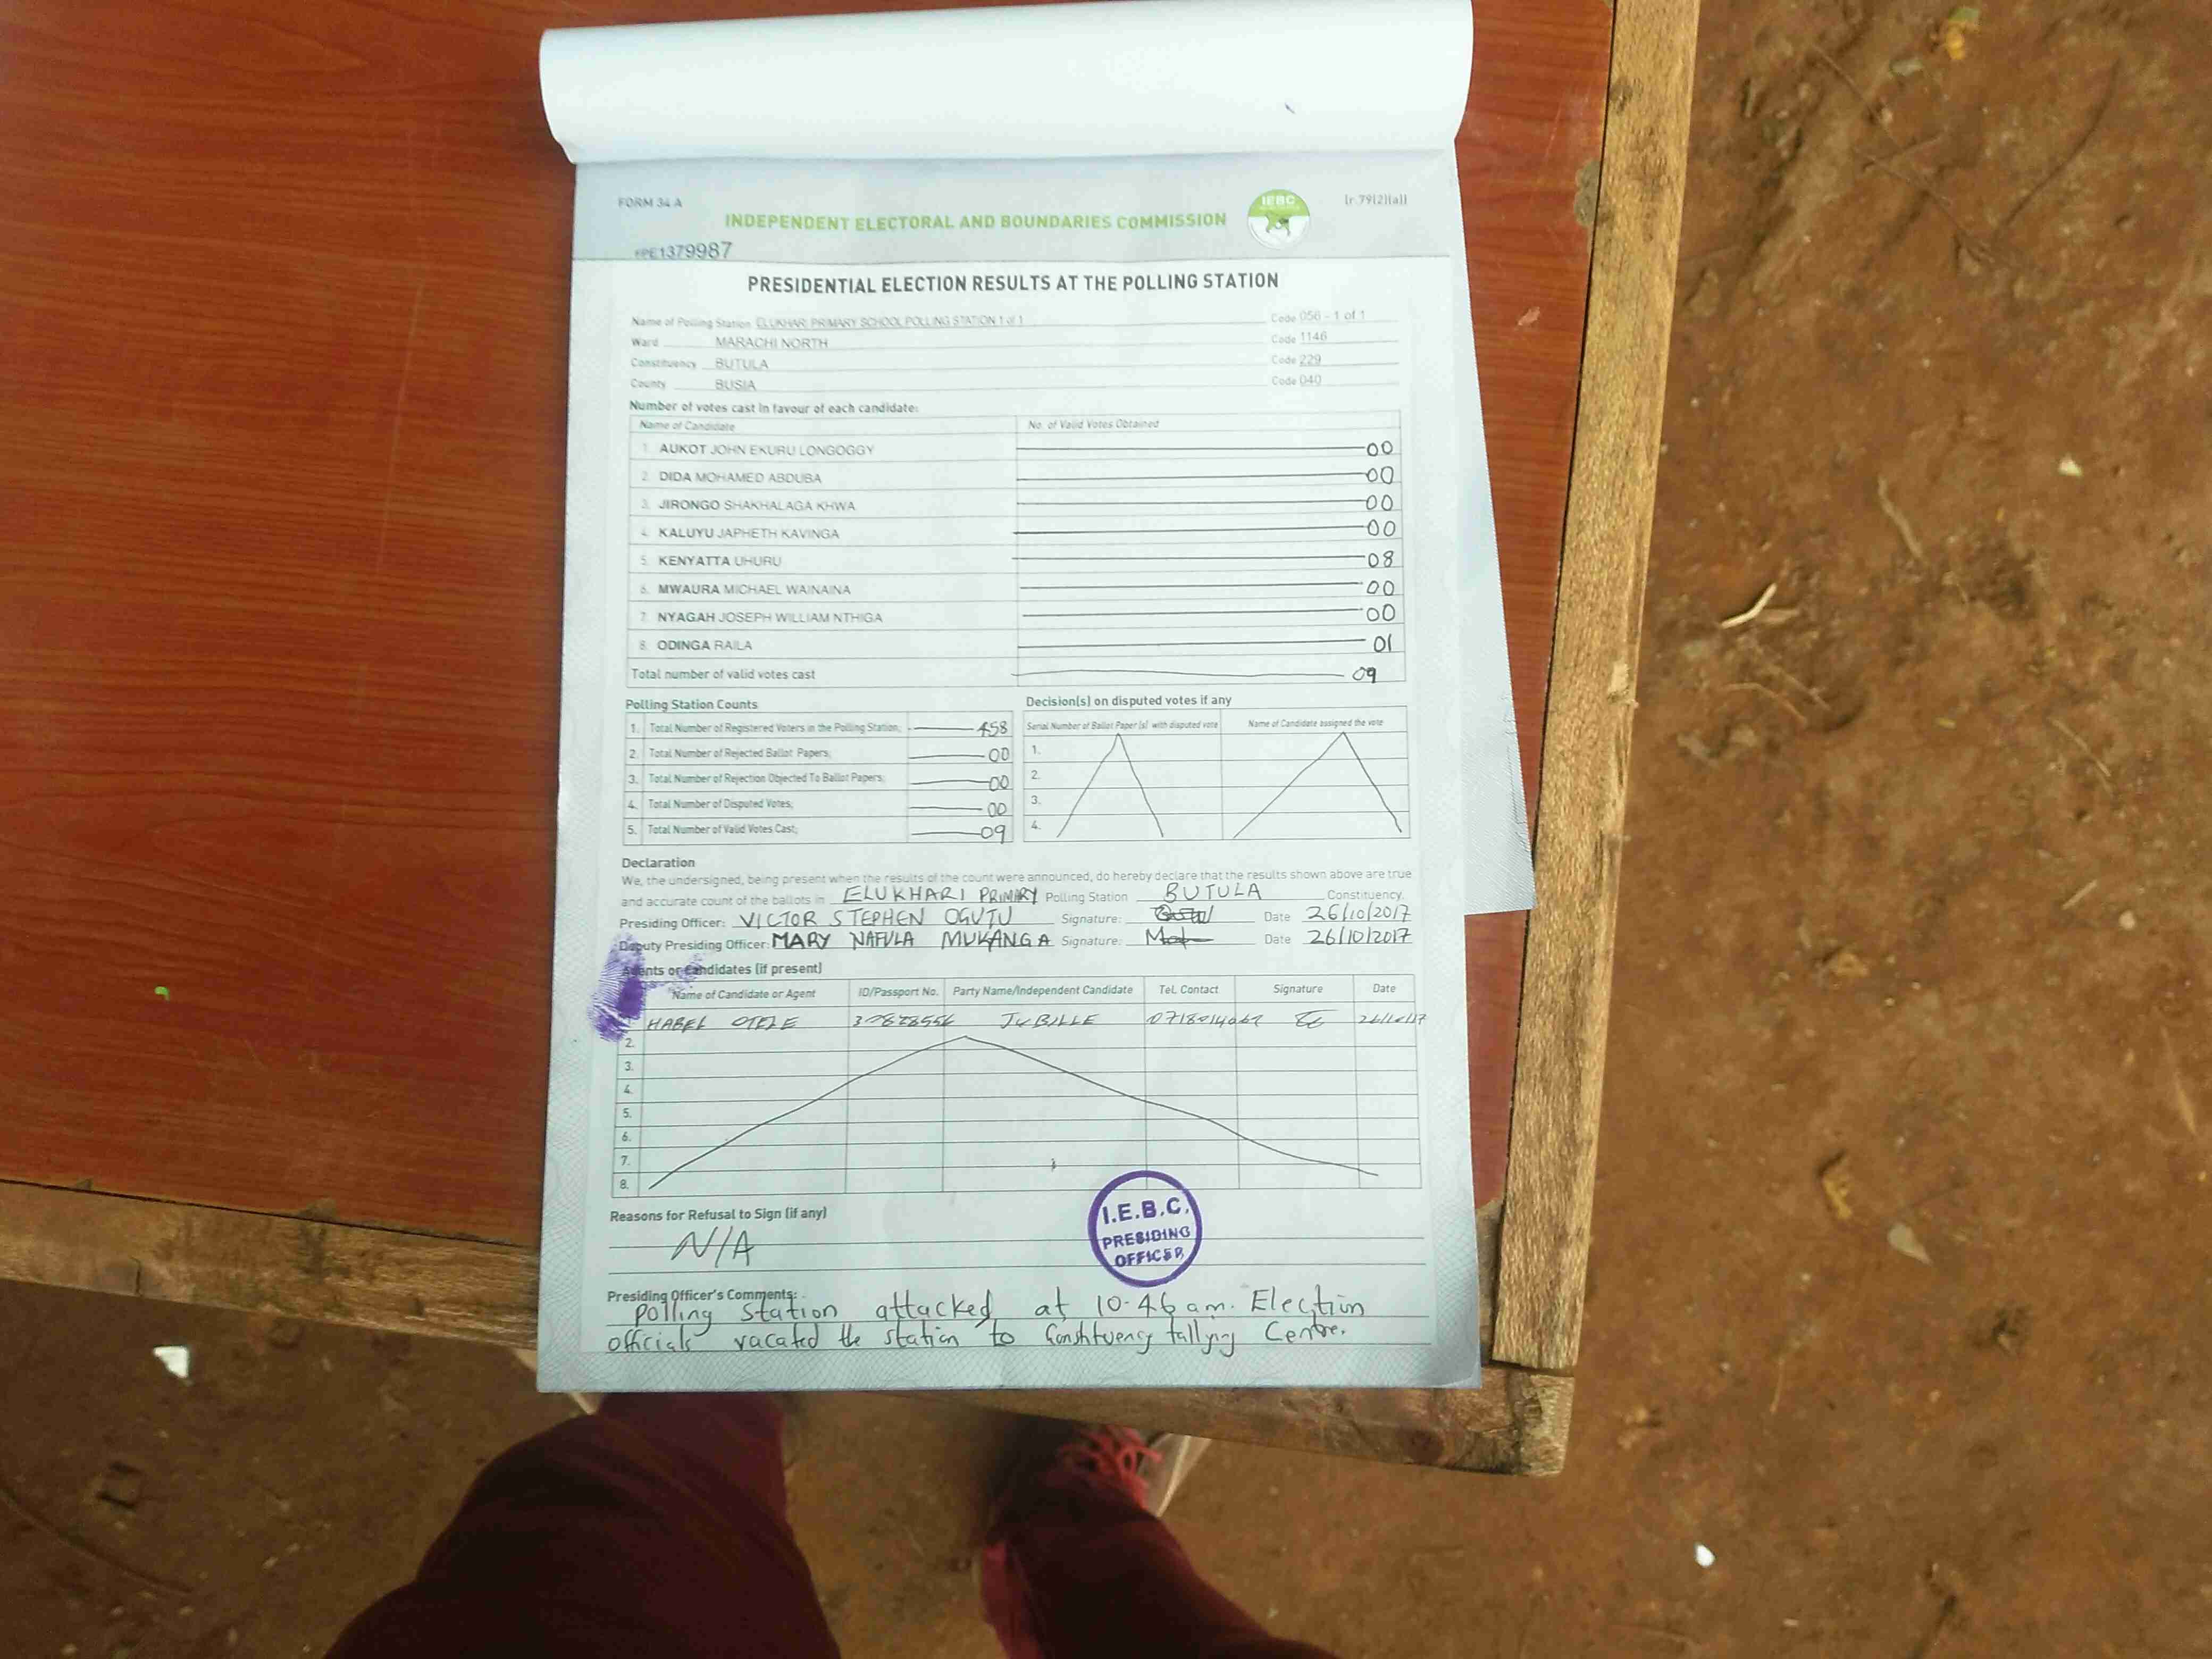 FORM 34 A
IEBC
[r.79(2)(a)]
INDEPENDENT ELECTORAL AND BOUNDARIES COMMISSION
PE1379987
PRESIDENTIAL ELECTION RESULTS AT THE POLLING STATION
Name of Polling Station ELUKHARI PRIMARY SCHOOL POLLING STATION 1 of 1 Code 056 - 1 of 1
Ward MARACHI NORTH Code 1146
Constituency BUTULA Code 229
County BUSIA Code 040
Number of votes cast in favour of each candidate:
Name of Candidate No. of Valid Votes Obtained
1. AUKOT JOHN EKURU LONGOGGY 00
2. DIDA MOHAMED ABDUBA 00
3. JIRONGO SHAKHALAGA KHWA 00
4. KALUYU JAPHETH KAVINGA 00
5. KENYATTA UHURU 08
6. MWAURA MICHAEL WAINAINA 00
7. NYAGAH JOSEPH WILLIAM NTHIGA 00
8. ODINGA RAILA 01
Total number of valid votes cast 09
Polling Station Counts
1. Total Number of Registered Voters in the Polling Station; 458
2. Total Number of Rejected Ballot Papers; 00
3. Total Number of Rejection Objected To Ballot Papers; 00
4. Total Number of Disputed Votes; 00
5. Total Number of Valid Votes Cast; 09
Decision(s) on disputed votes if any
Serial Number of Ballot Paper (s) with disputed vote Name of Candidate assigned the vote
1.
2.
3.
4.
Declaration
We, the undersigned, being present when the results of the count were announced, do hereby declare that the results shown above are true
and accurate count of the ballots in ELUKHARI PRIMARY Polling Station BUTULA Constituency.
Presiding Officer: VICTOR STEPHEN OGUTU Signature: Date 26/10/2017
Deputy Presiding Officer: MARY NAFULA MUKANGA Signature: Date 26/10/2017
Agents or Candidates (if present)
Name of Candidate or Agent ID/Passport No. Party Name/Independent Candidate Tel. Contact Signature Date
HABEL OTELE JUBILLE
2.
3.
4.
5.
6.
7.
8.
Reasons for Refusal to Sign (if any)
N/A
I.E.B.C.
PRESIDING
OFFICER
Presiding Officer's Comments:
Polling Station attacked at 10.46 am. Election
officials vacated the station to Constituency tallying Centre.